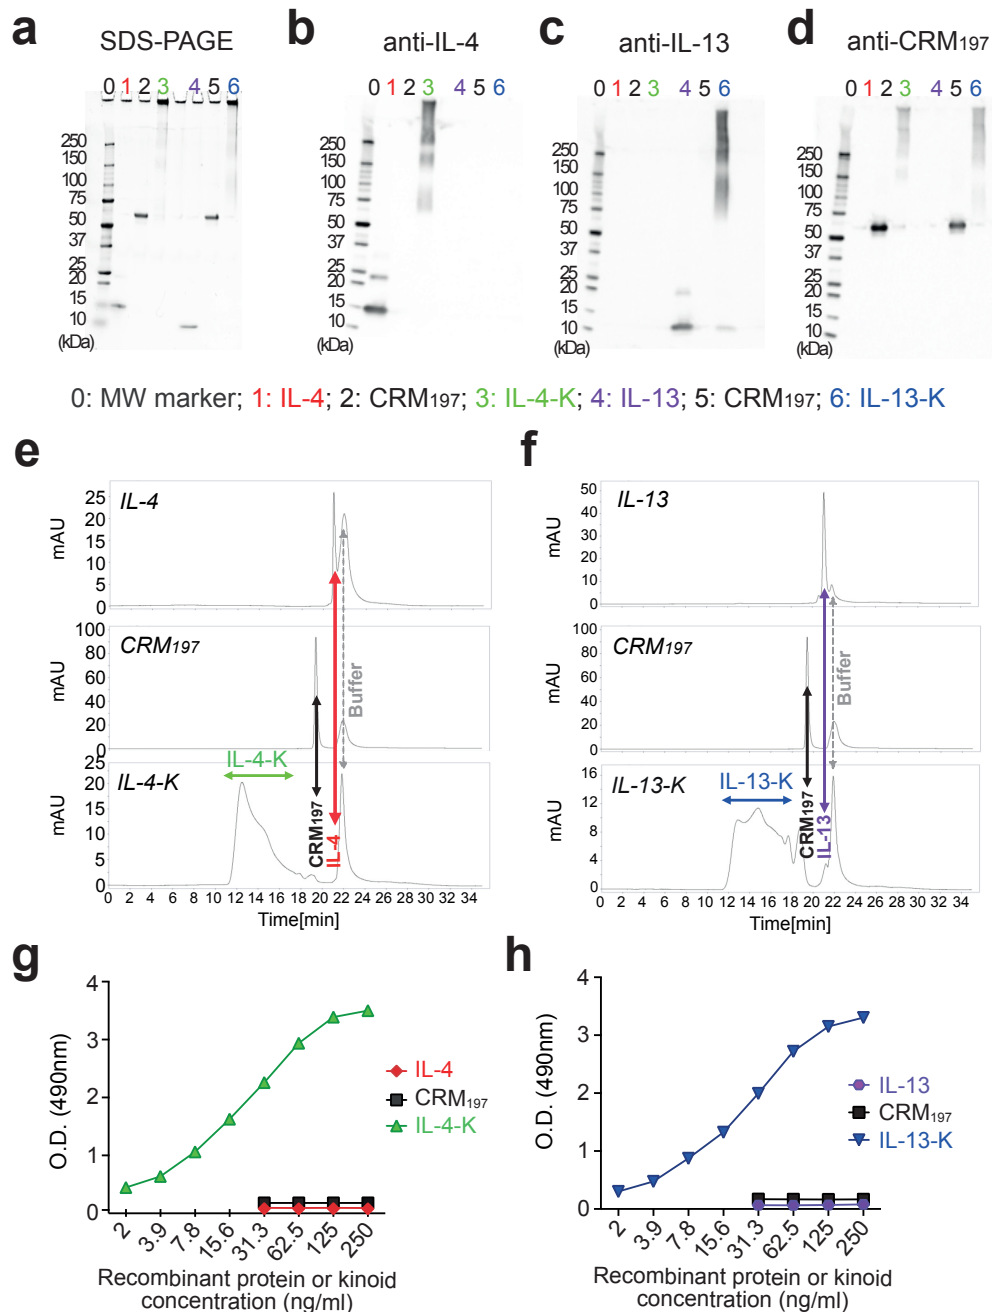 a SDS-PAGE
0 1 2 3 4 5 6
250
150
100
75
50
37
25
20
15
10
(kDa)
b anti-IL-4
0 1 2 3 4 5 6
250
150
100
75
50
37
25
20
15
10
(kDa)
c anti-IL-13
0 1 2 3 4 5 6
250
150
100
75
50
37
25
20
15
10
(kDa)
d anti-CRM197
0 1 2 3 4 5 6
250
150
100
75
50
37
25
20
15
10
(kDa)
0: MW marker; 1: IL-4; 2: CRM197; 3: IL-4-K; 4: IL-13; 5: CRM197; 6: IL-13-K
e
IL-4
mAU
25
20
15
10
5
0
CRM197
mAU
100
80
60
40
20
0
Buffer
IL-4-K
IL-4-K
mAU
25
20
15
10
5
0
CRM197
IL-4
0 2 4 6 8 10 12 14 16 18 20 22 24 26 28 30 32 34
Time[min]
f
IL-13
mAU
50
40
30
20
10
0
CRM197
mAU
100
80
60
40
20
0
Buffer
IL-13-K
IL-13-K
mAU
16
12
8
4
0
CRM197
IL-13
0 2 4 6 8 10 12 14 16 18 20 22 24 26 28 30 32 34
Time[min]
g
O.D. (490nm)
4
3
2
1
0
IL-4
CRM197
IL-4-K
2 3.9 7.8 15.6 31.3 62.5 125 250
Recombinant protein or kinoid
concentration (ng/ml)
h
O.D. (490nm)
4
3
2
1
0
IL-13
CRM197
IL-13-K
2 3.9 7.8 15.6 31.3 62.5 125 250
Recombinant protein or kinoid
concentration (ng/ml)